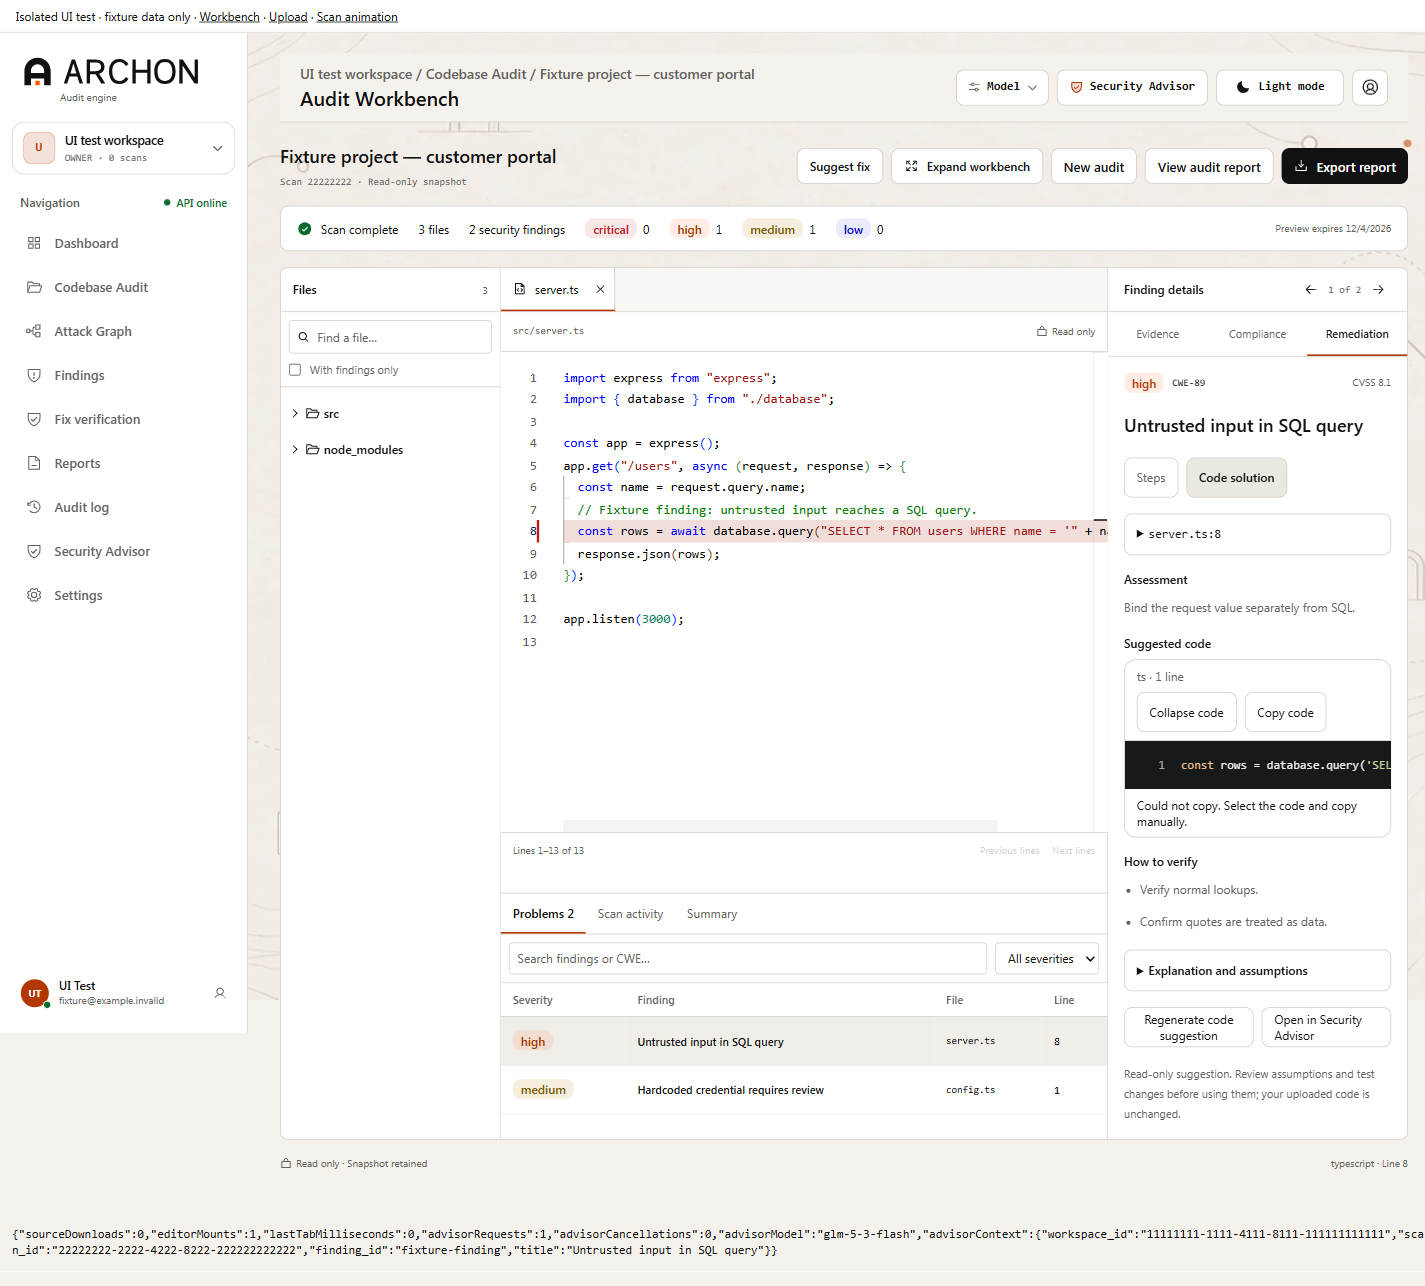 Isolated UI test · fixture data only · Workbench · Upload · Scan animation
ARCHON
Audit engine
U
UI test workspace
OWNER · 0 scans
Navigation
API online
Dashboard
Codebase Audit
Attack Graph
Findings
Fix verification
Reports
Audit log
Security Advisor
Settings
UT
UI Test
fixture@example.invalid
UI test workspace / Codebase Audit / Fixture project — customer portal
Audit Workbench
Model
Security Advisor
Light mode
Fixture project — customer portal
Scan 22222222 · Read-only snapshot
Suggest fix
Expand workbench
New audit
View audit report
Export report
Scan complete 3 files 2 security findings critical 0 high 1 medium 1 low 0
Preview expires 12/4/2026
Files 3
Find a file...
With findings only
src
node_modules
server.ts
src/server.ts
Read only
1 import express from "express";
2 import { database } from "./database";
3
4 const app = express();
5 app.get("/users", async (request, response) => {
6 const name = request.query.name;
7 // Fixture finding: untrusted input reaches a SQL query.
8 const rows = await database.query("SELECT * FROM users WHERE name = '" + n
9 response.json(rows);
10 });
11
12 app.listen(3000);
13
Lines 1–13 of 13
Previous lines Next lines
Problems 2 Scan activity Summary
Search findings or CWE...
All severities
Severity Finding File Line
high Untrusted input in SQL query server.ts 8
medium Hardcoded credential requires review config.ts 1
Finding details
1 of 2
Evidence Compliance Remediation
high CWE-89 CVSS 8.1
Untrusted input in SQL query
Steps Code solution
server.ts:8
Assessment
Bind the request value separately from SQL.
Suggested code
ts · 1 line
Collapse code Copy code
1 const rows = database.query('SEL
Could not copy. Select the code and copy
manually.
How to verify
• Verify normal lookups.
• Confirm quotes are treated as data.
Explanation and assumptions
Regenerate code
suggestion
Open in Security
Advisor
Read-only suggestion. Review assumptions and test
changes before using them; your uploaded code is
unchanged.
Read only · Snapshot retained
typescript · Line 8
{"sourceDownloads":0,"editorMounts":1,"lastTabMilliseconds":0,"advisorRequests":1,"advisorCancellations":0,"advisorModel":"glm-5-3-flash","advisorContext":{"workspace_id":"11111111-1111-4111-8111-111111111111","sca
n_id":"22222222-2222-4222-8222-222222222222","finding_id":"fixture-finding","title":"Untrusted input in SQL query"}}